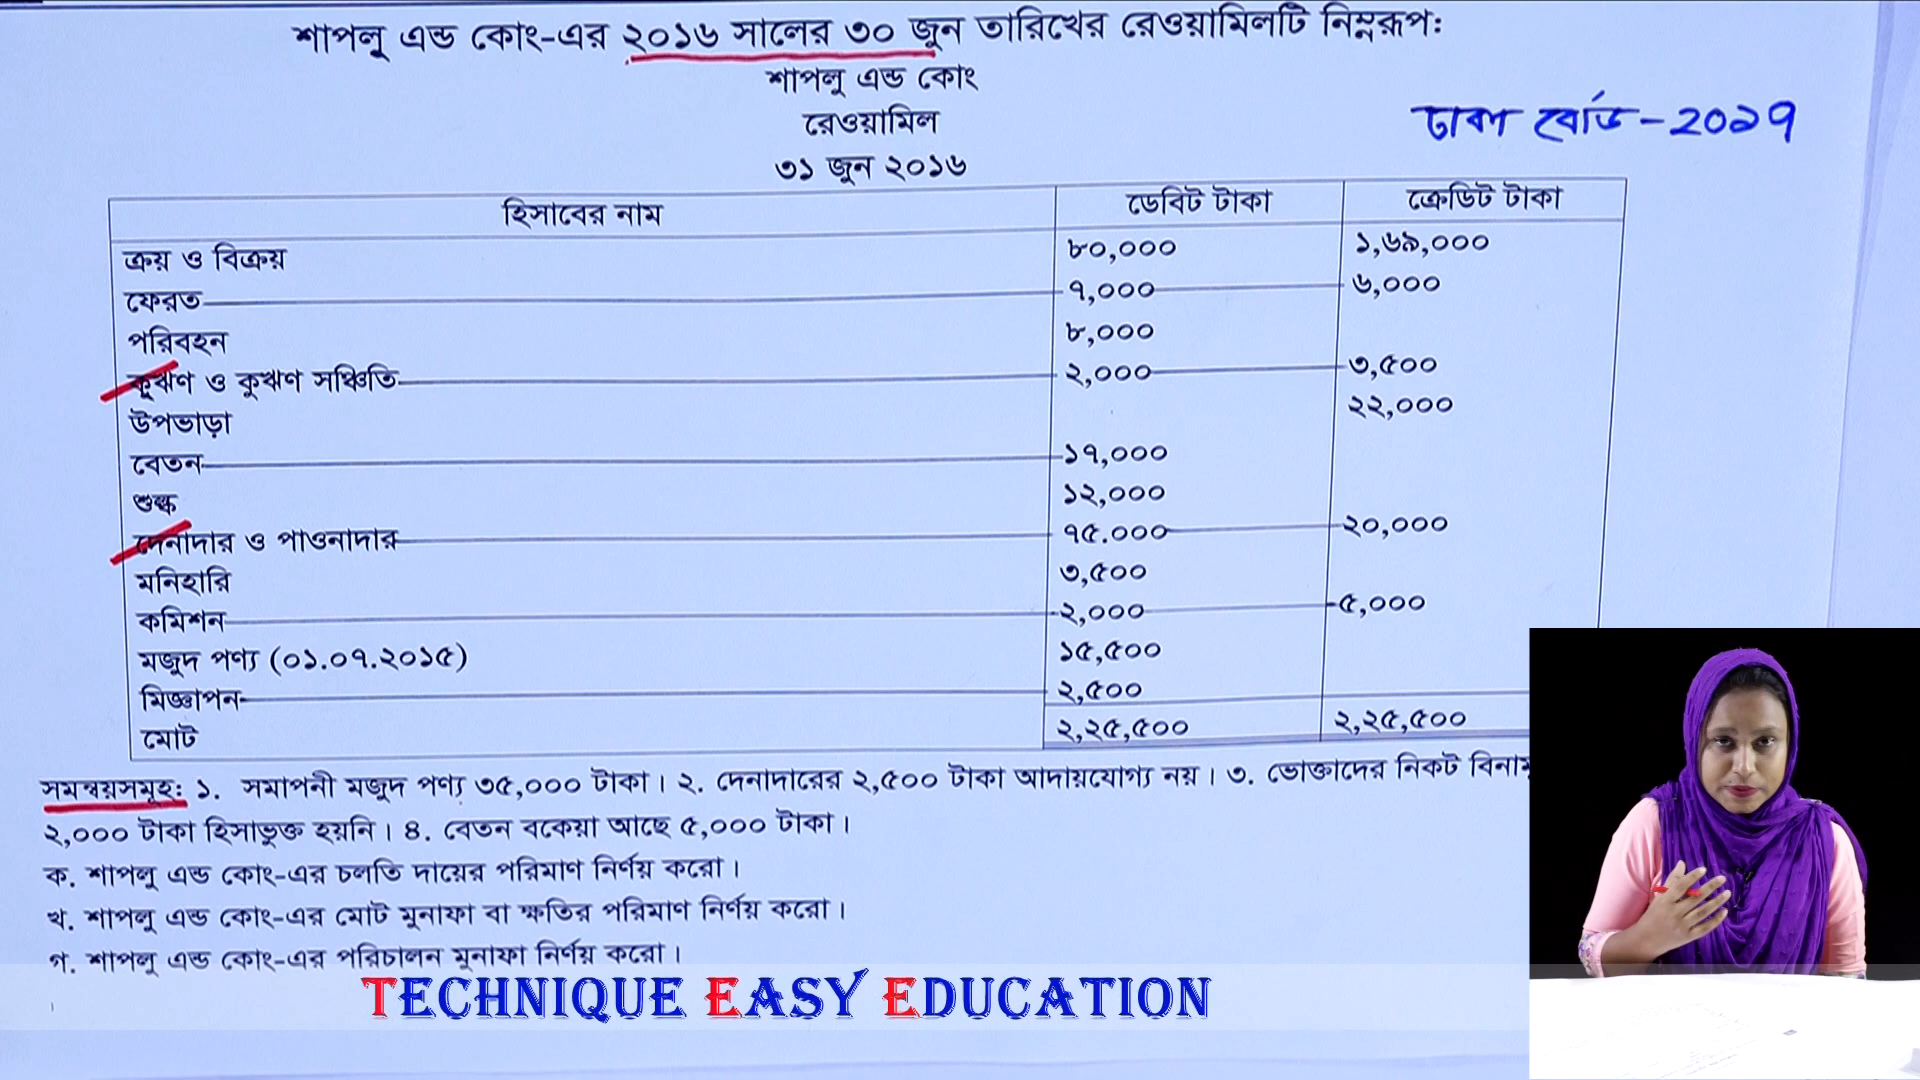 শাপলু এন্ড কোং-এর ২০১৬ সালের ৩০ জুন তারিখের রেওয়ামিলটি নিম্নরূপ:
শাপলু এন্ড কোং
রেওয়ামিল
ঢাকা বোর্ড-2019
৩১ জুন ২০১৬
হিসাবের নাম ডেবিট টাকা ক্রেডিট টাকা
ক্রয় ও বিক্রয় ৮০,০০০ ১,৬৯,০০০
ফেরত ৭,০০০ ৬,০০০
পরিবহন ৮,০০০
কুঋণ ও কুঋণ সঞ্চিতি ২,০০০ ৩,৫০০
উপভাড়া ২২,০০০
বেতন ১৭,০০০
শুল্ক ১২,০০০
দেনাদার ও পাওনাদার ৭৫.০০০ ২০,০০০
মনিহারি ৩,৫০০
কমিশন ২,০০০ ৫,০০০
মজুদ পণ্য (০১.০৭.২০১৫) ১৫,৫০০
মিজ্ঞাপন ২,৫০০
মোট ২,২৫,৫০০ ২,২৫,৫০০
সমন্বয়সমূহ: ১. সমাপনী মজুদ পণ্য ৩৫,০০০ টাকা। ২. দেনাদারের ২,৫০০ টাকা আদায়যোগ্য নয়। ৩. ভোক্তাদের নিকট
২,০০০ টাকা হিসাভুক্ত হয়নি। ৪. বেতন বকেয়া আছে ৫,০০০ টাকা।
ক. শাপলু এন্ড কোং-এর চলতি দায়ের পরিমাণ নির্ণয় করো।
খ. শাপলু এন্ড কোং-এর মোট মুনাফা বা ক্ষতির পরিমাণ নির্ণয় করো।
গ. শাপলু এন্ড কোং-এর পরিচালন মুনাফা নির্ণয় করো।
TECHNIQUE EASY EDUCATION